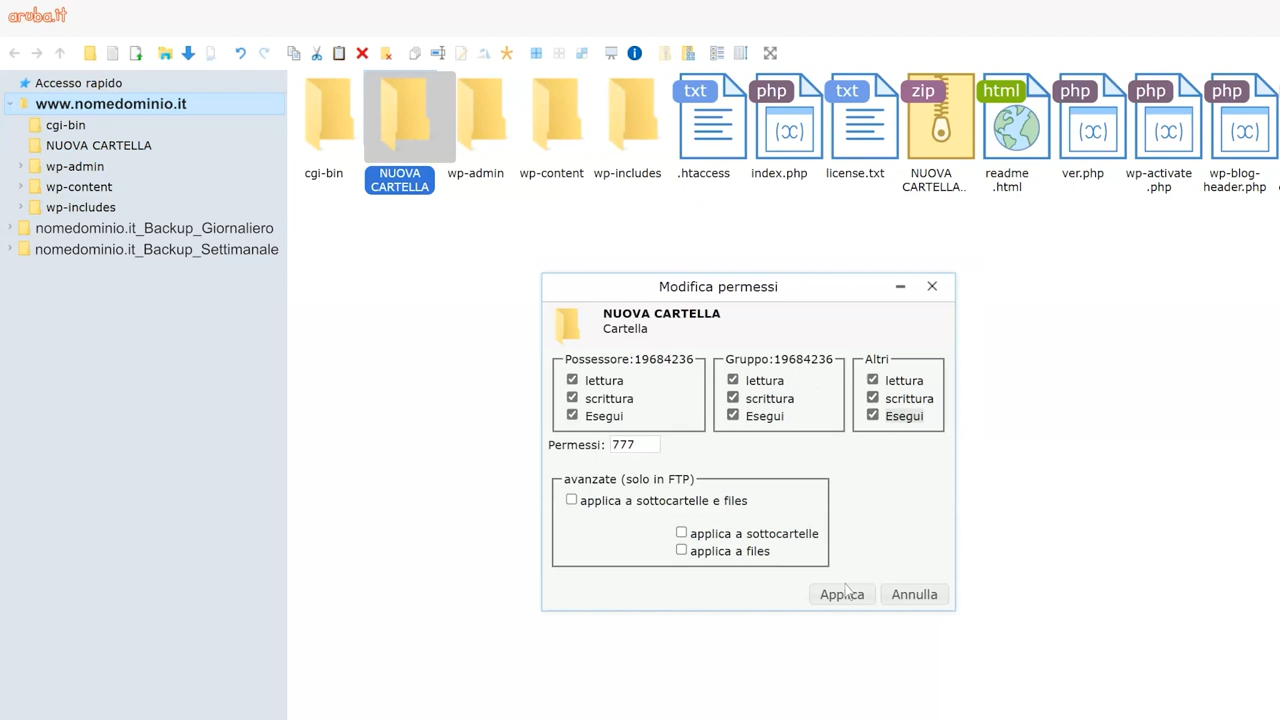 aruba.it
Accesso rapido
www.nomedominio.it
cgi-bin
NUOVA CARTELLA
wp-admin
wp-content
wp-includes
nomedominio.it_Backup_Giornaliero
nomedominio.it_Backup_Settimanale
txt
php
txt
zip
html
php
php
php
cgi-bin
NUOVA
CARTELLA
wp-admin
wp-content
wp-includes
.htaccess
index.php
license.txt
NUOVA
CARTELLA..
readme
.html
ver.php
wp-activate
.php
wp-blog-
header.php
Modifica permessi
NUOVA CARTELLA
Cartella
Possessore:19684236
lettura
scrittura
Esegui
Gruppo:19684236
lettura
scrittura
Esegui
Altri
lettura
scrittura
Esegui
Permessi: 777
avanzate (solo in FTP)
applica a sottocartelle e files
applica a sottocartelle
applica a files
Applica
Annulla